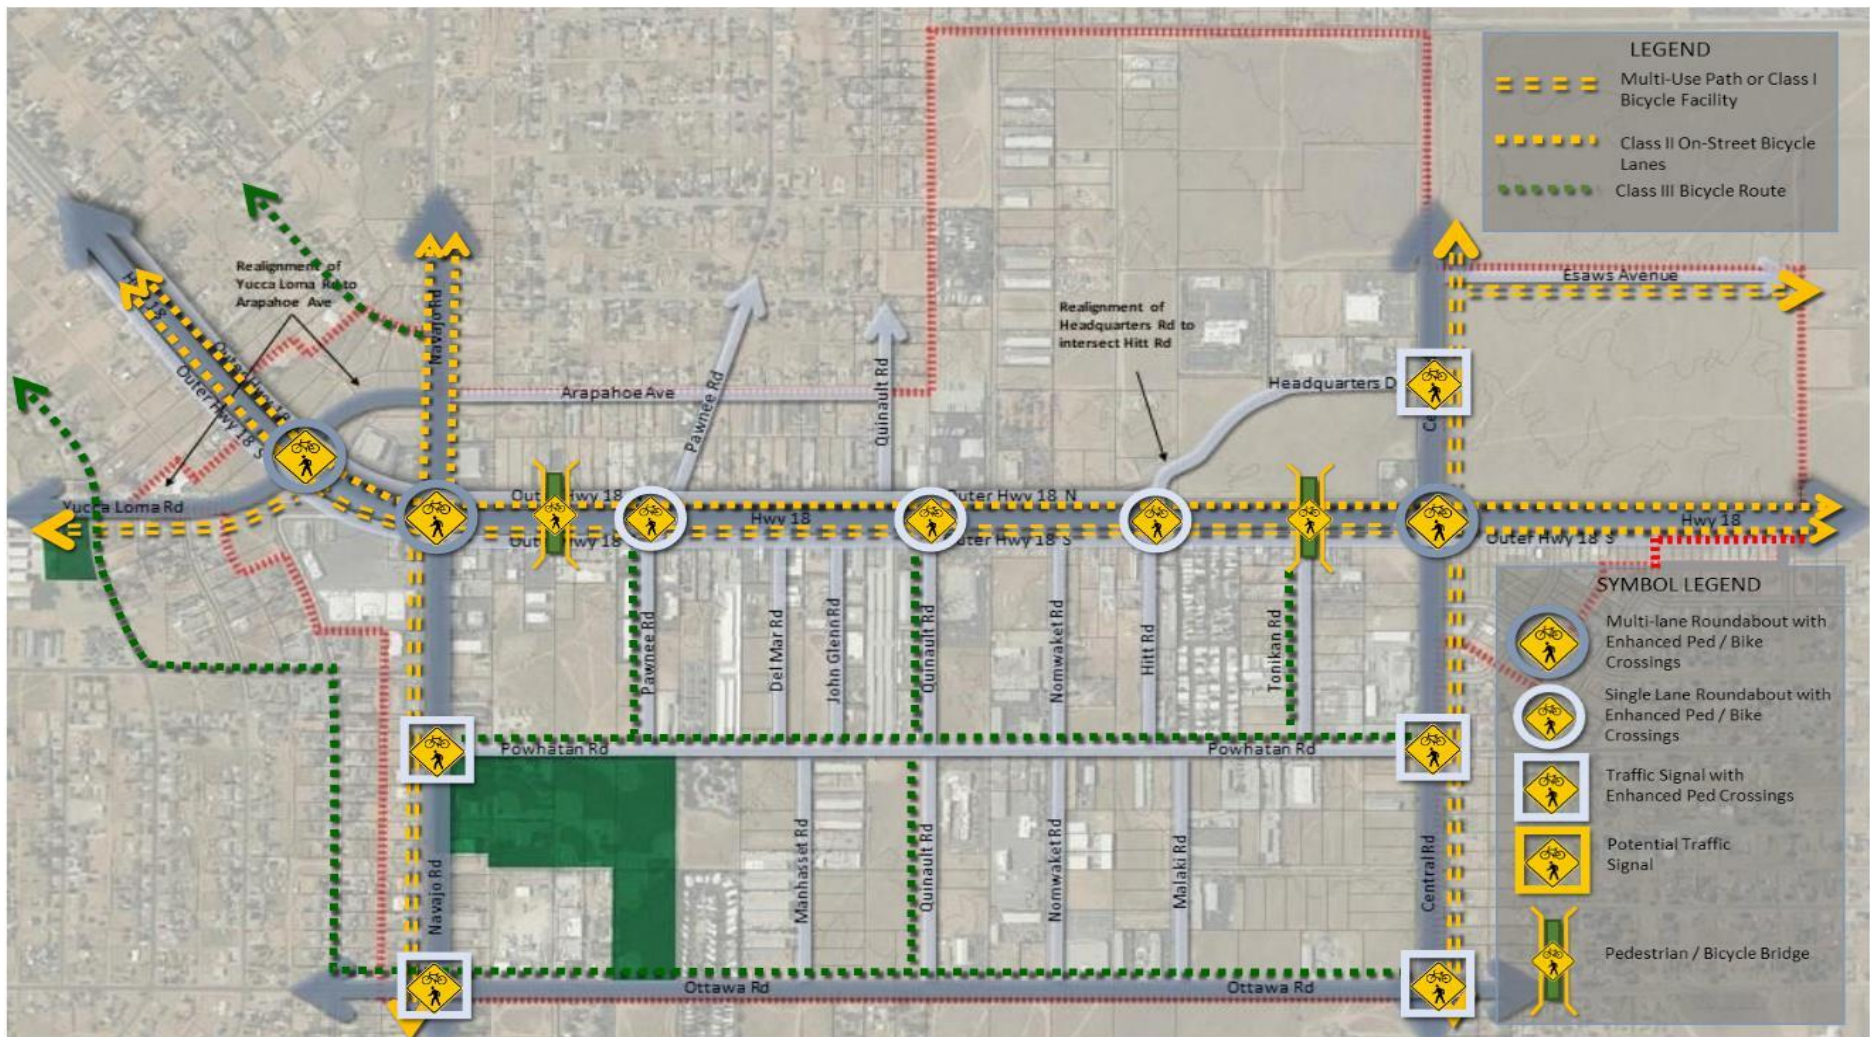 LEGEND
Multi-Use Path or Class I
Bicycle Facility
Class II On-Street Bicycle
Lanes
Class III Bicycle Route
Realignment of
Yucca Loma Rd to
Arapahoe Ave
Navajo Rd
Esaws Avenue
Realignment of
Headquarters Rd to
intersect Hitt Rd
Headquarters D
Arapahoe Ave
Pawnee Rd
Quinault Rd
Outer Hwy 18 S
Yucca Loma Rd
Hwy 18
Outer Hwy 18 N
Hwy 18
Outer Hwy 18 S
Outef Hwy 18 S
Pawnee Rd
Del Mar Rd
John Glenn Rd
Quinault Rd
Nomwaket Rd
Hitt Rd
Tonikan Rd
Powhatan Rd
Powhatan Rd
Navajo Rd
Manhasset Rd
Quinault Rd
Nomwaket Rd
Malaki Rd
Central Rd
Ottawa Rd
Ottawa Rd
SYMBOL LEGEND
Multi-lane Roundabout with
Enhanced Ped / Bike
Crossings
Single Lane Roundabout with
Enhanced Ped / Bike
Crossings
Traffic Signal with
Enhanced Ped Crossings
Potential Traffic
Signal
Pedestrian / Bicycle Bridge